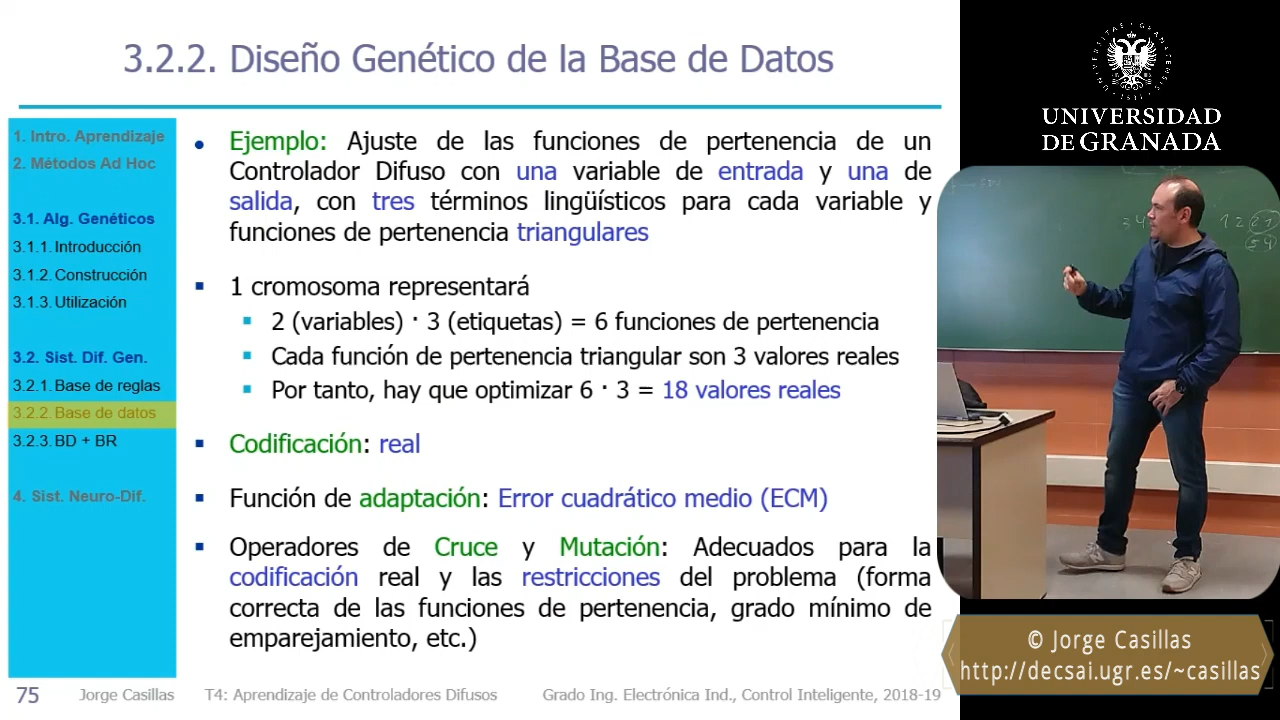 3.2.2. Diseño Genético de la Base de Datos
1. Intro. Aprendizaje
2. Métodos Ad Hoc
3.1. Alg. Genéticos
3.1.1. Introducción
3.1.2. Construcción
3.1.3. Utilización
3.2. Sist. Dif. Gen.
3.2.1. Base de reglas
3.2.2. Base de datos
3.2.3. BD + BR
4. Sist. Neuro-Dif.
• Ejemplo: Ajuste de las funciones de pertenencia de un
Controlador Difuso con una variable de entrada y una de
salida, con tres términos lingüísticos para cada variable y
funciones de pertenencia triangulares
▪ 1 cromosoma representará
▪ 2 (variables) · 3 (etiquetas) = 6 funciones de pertenencia
▪ Cada función de pertenencia triangular son 3 valores reales
▪ Por tanto, hay que optimizar 6 · 3 = 18 valores reales
▪ Codificación: real
▪ Función de adaptación: Error cuadrático medio (ECM)
▪ Operadores de Cruce y Mutación: Adecuados para la
codificación real y las restricciones del problema (forma
correcta de las funciones de pertenencia, grado mínimo de
emparejamiento, etc.)
75 Jorge Casillas T4: Aprendizaje de Controladores Difusos Grado Ing. Electrónica Ind., Control Inteligente, 2018-19
UNIVERSIDAD
DE GRANADA
3 4
1 2
5 4
© Jorge Casillas
http://decsai.ugr.es/~casillas